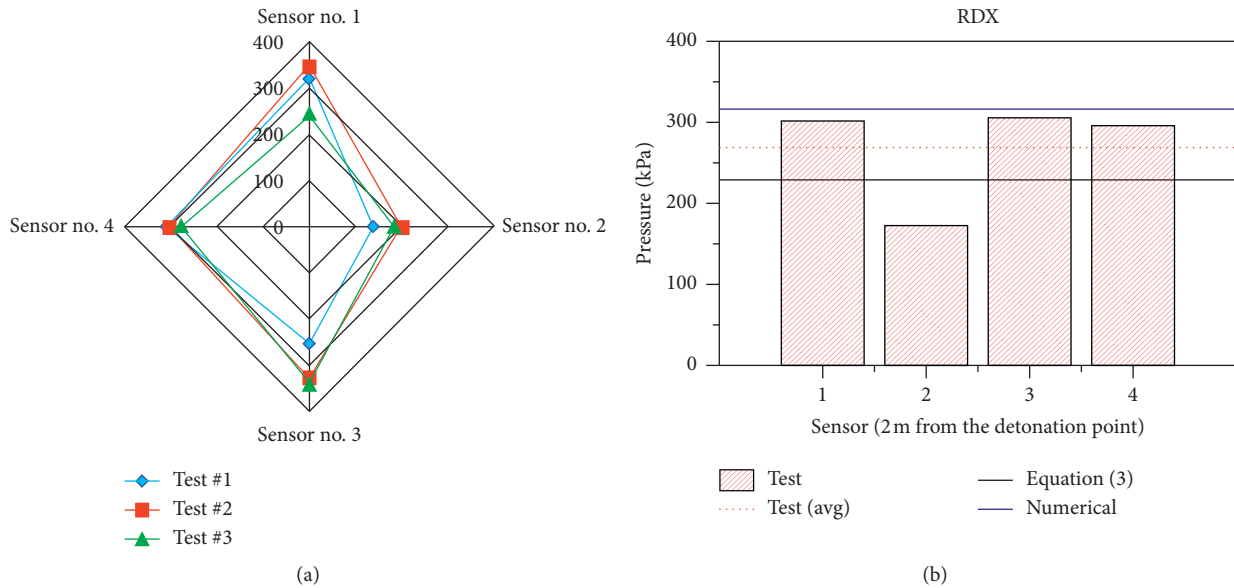 Sensor no. 1
400
300
200
100
0
Sensor no. 4
Sensor no. 2
Sensor no. 3
Test #1
Test #2
Test #3
(a)
RDX
400
300
200
100
0
Pressure (kPa)
1 2 3 4
Sensor (2 m from the detonation point)
Test
Test (avg)
Equation (3)
Numerical
(b)